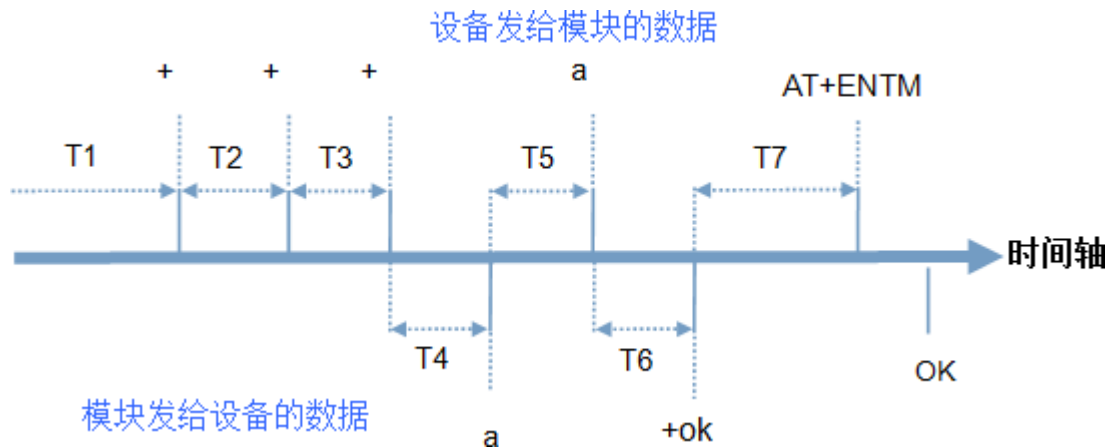 设备发给模块的数据
+ + + a
AT+ENTM
T1 T2 T3 T5 T7
时间轴
T4 T6
OK
模块发给设备的数据
a +ok